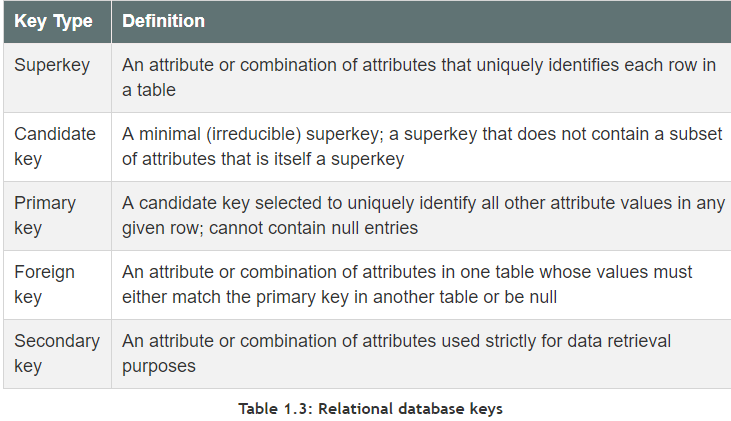 Key Type Definition
Superkey An attribute or combination of attributes that uniquely identifies each row in
a table
Candidate A minimal (irreducible) superkey; a superkey that does not contain a subset
key of attributes that is itself a superkey
Primary A candidate key selected to uniquely identify all other attribute values in any
key given row; cannot contain null entries
Foreign An attribute or combination of attributes in one table whose values must
key either match the primary key in another table or be null
Secondary An attribute or combination of attributes used strictly for data retrieval
key purposes
Table 1.3: Relational database keys